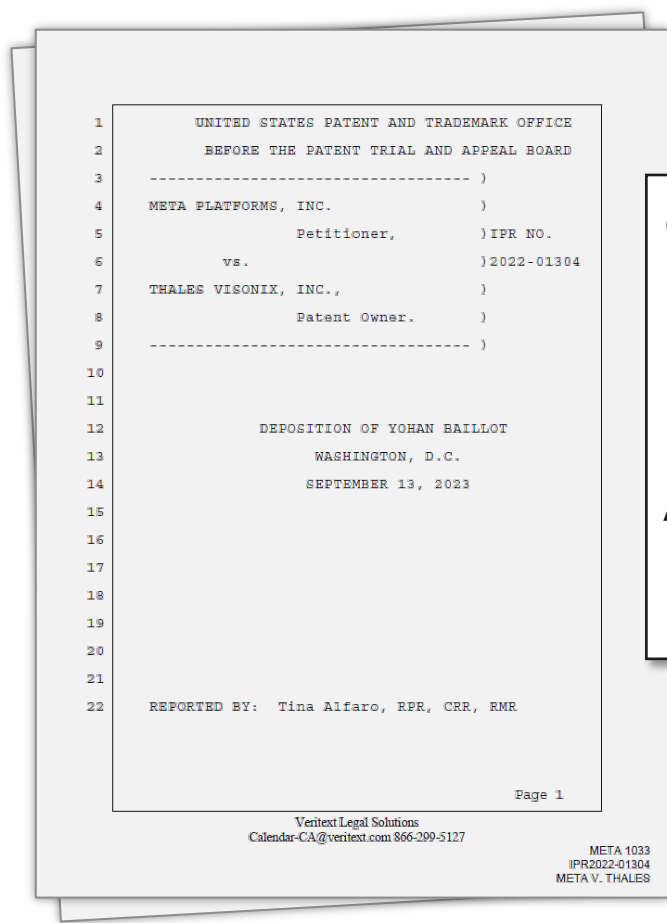 1 UNITED STATES PATENT AND TRADEMARK OFFICE
2 BEFORE THE PATENT TRIAL AND APPEAL BOARD
3 ----------------------------------- )
4 META PLATFORMS, INC. )
5 Petitioner, )IPR NO.
6 vs. )2022-01304
7 THALES VISONIX, INC., )
8 Patent Owner. )
9 ----------------------------------- )
10
11
12 DEPOSITION OF YOHAN BAILLOT
13 WASHINGTON, D.C.
14 SEPTEMBER 13, 2023
15
16
17
18
19
20
21
22 REPORTED BY: Tina Alfaro, RPR, CRR, RMR
Page 1
Veritext Legal Solutions
Calendar-CA@veritext.com 866-299-5127
META 1033
IPR2022-01304
META V. THALES